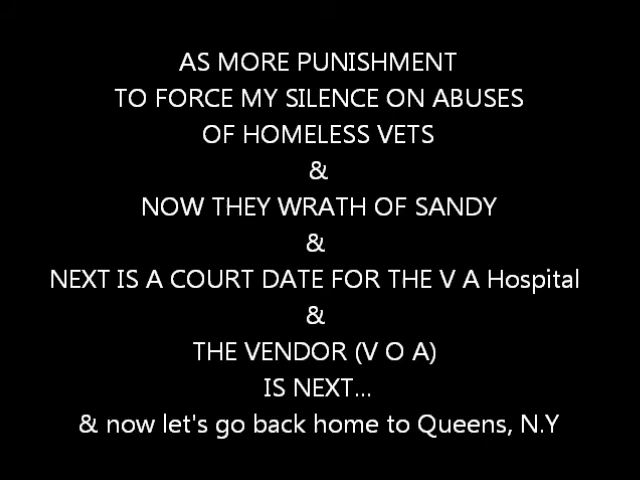 AS MORE PUNISHMENT
TO FORCE MY SILENCE ON ABUSES
OF HOMELESS VETS
&
NOW THEY WRATH OF SANDY
&
NEXT IS A COURT DATE FOR THE V A Hospital
&
THE VENDOR (V O A)
IS NEXT...
& now let's go back home to Queens, N.Y